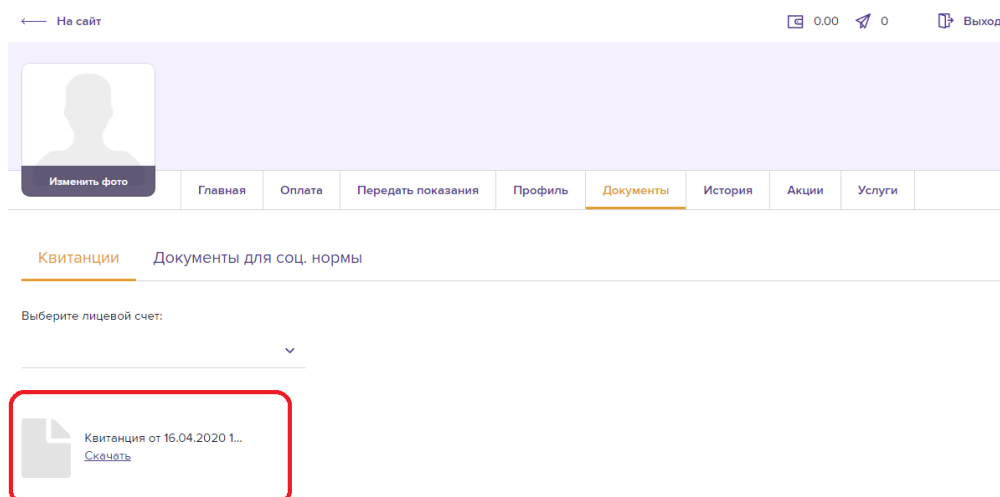 На сайт
0.00
0
Выход
Изменить фото
Главная
Оплата
Передать показания
Профиль
Документы
История
Акции
Услуги
Квитанции
Документы для соц. нормы
Выберите лицевой счет:
Квитанция от 16.04.2020 1...
Скачать